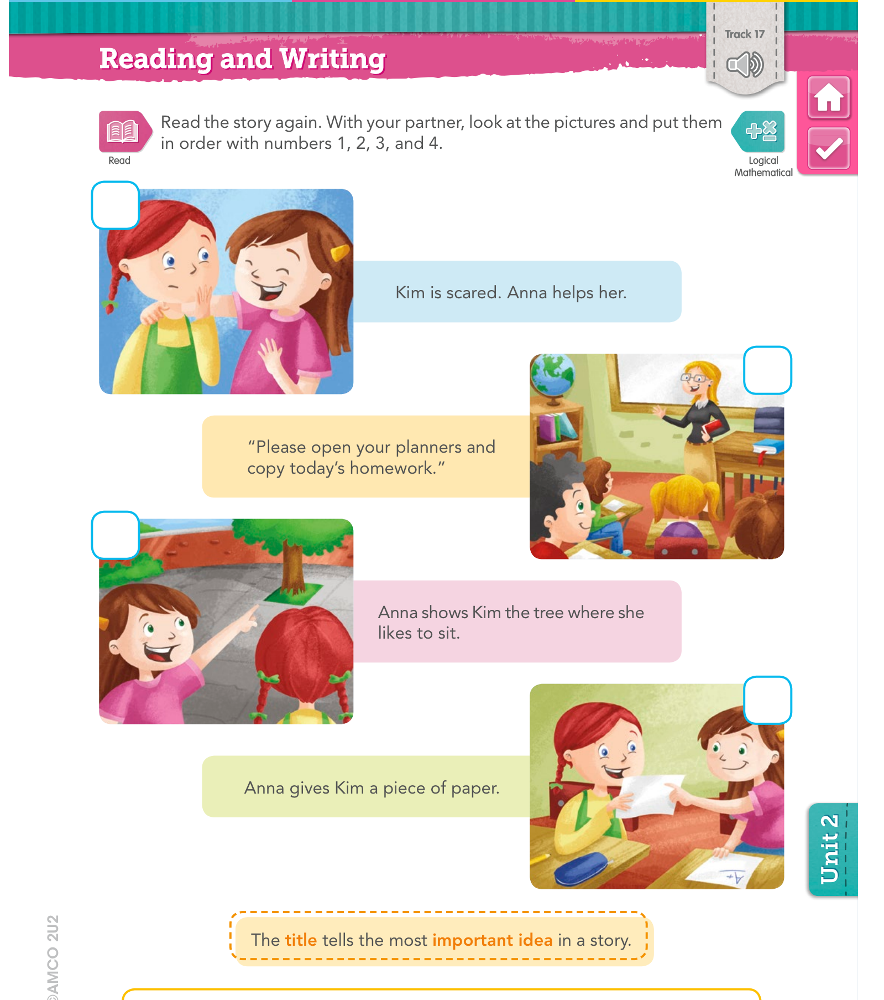 Track 17
Reading and Writing
Read the story again. With your partner, look at the pictures and put them
in order with numbers 1, 2, 3, and 4.
Read
Logical
Mathematical
Kim is scared. Anna helps her.
“Please open your planners and
copy today’s homework.”
Anna shows Kim the tree where she
likes to sit.
Anna gives Kim a piece of paper.
A+
Unit 2
The title tells the most important idea in a story.
©AMCO 2U2